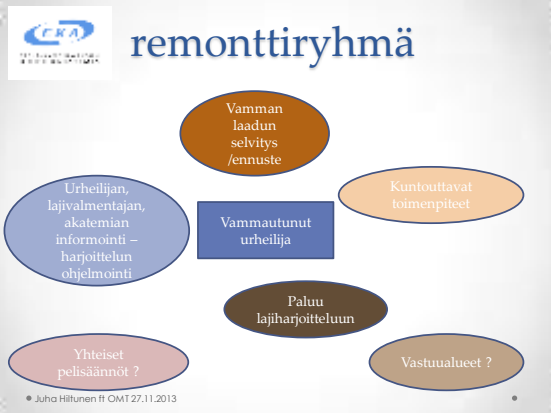 EKA
remonttiryhmä
Vamman
laadun
selvitys
/ennuste
Urheilijan,
lajivalmentajan,
akatemian
informointi –
harjoittelun
ohjelmointi
Vammautunut
urheilija
Kuntouttavat
toimenpiteet
Paluu
lajiharjoitteluun
Yhteiset
pelisäännöt ?
Vastuualueet ?
Juha Hiltunen ft OMT 27.11.2013